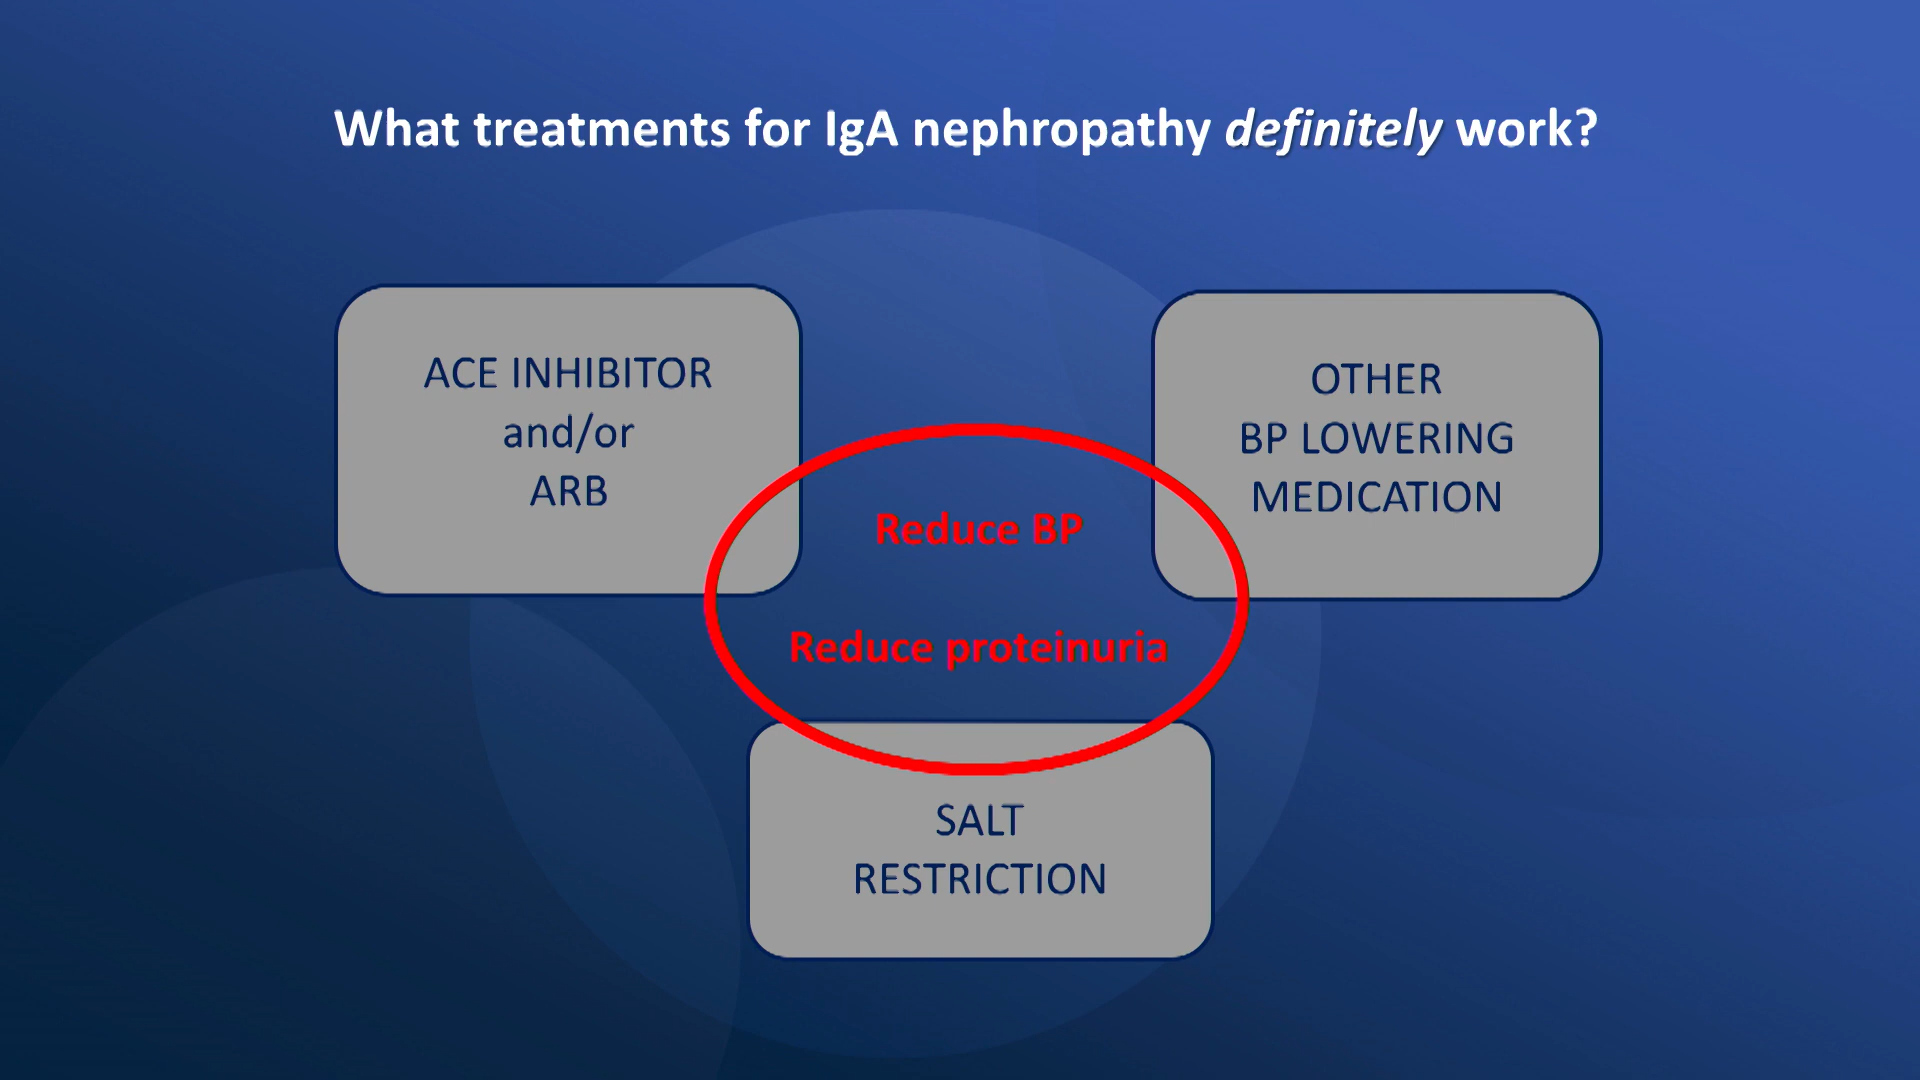 What treatments for IgA nephropathy definitely work?
ACE INHIBITOR
and/or
ARB
OTHER
BP LOWERING
MEDICATION
Reduce BP
Reduce proteinuria
SALT
RESTRICTION